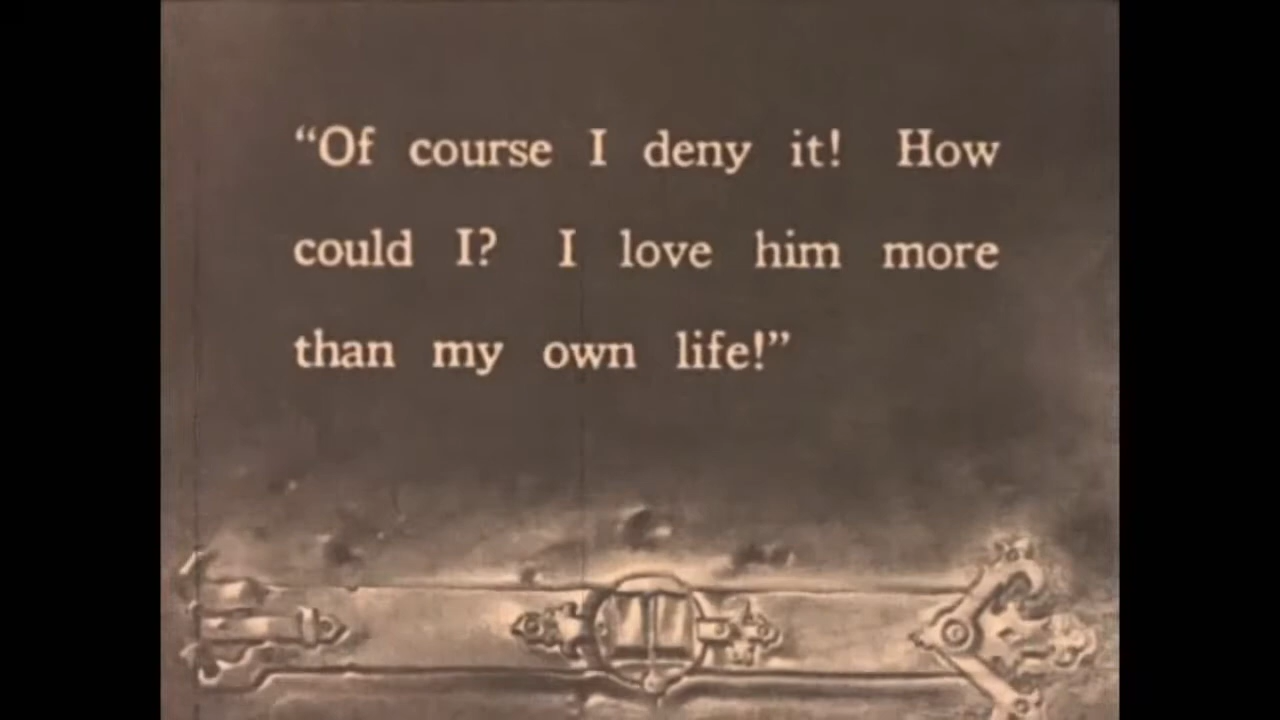 “Of course I deny it! How
could I? I love him more
than my own life!”